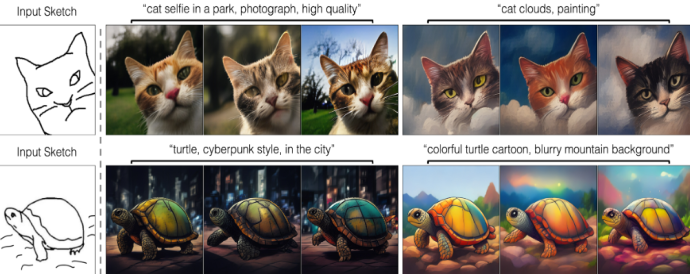 Input Sketch
"cat selfie in a park, photograph, high quality"
"cat clouds, painting"
Input Sketch
"turtle, cyberpunk style, in the city"
"colorful turtle cartoon, blurry mountain background"